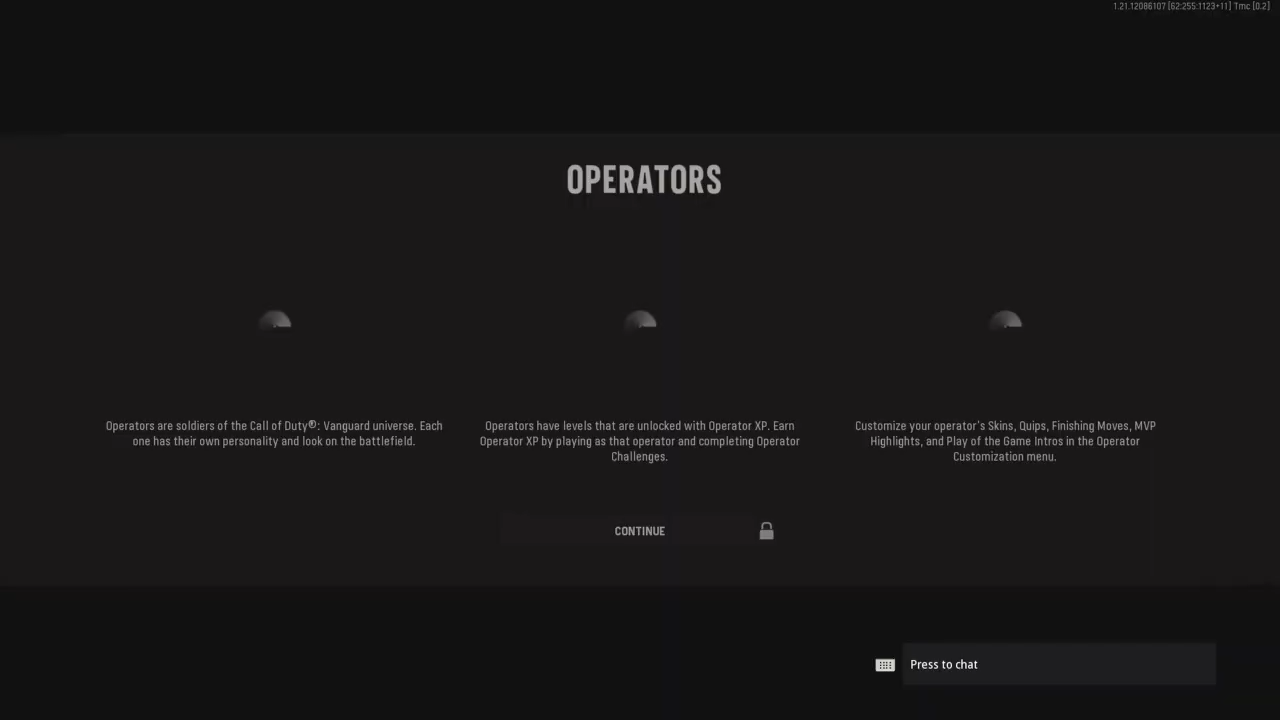 1.21.12086107 [62:255:1123+11] Tmc [0.2]
OPERATORS
Operators are soldiers of the Call of Duty®: Vanguard universe. Each
one has their own personality and look on the battlefield.
Operators have levels that are unlocked with Operator XP. Earn
Operator XP by playing as that operator and completing Operator
Challenges.
Customize your operator's Skins, Quips, Finishing Moves, MVP
Highlights, and Play of the Game Intros in the Operator
Customization menu.
CONTINUE
Press to chat